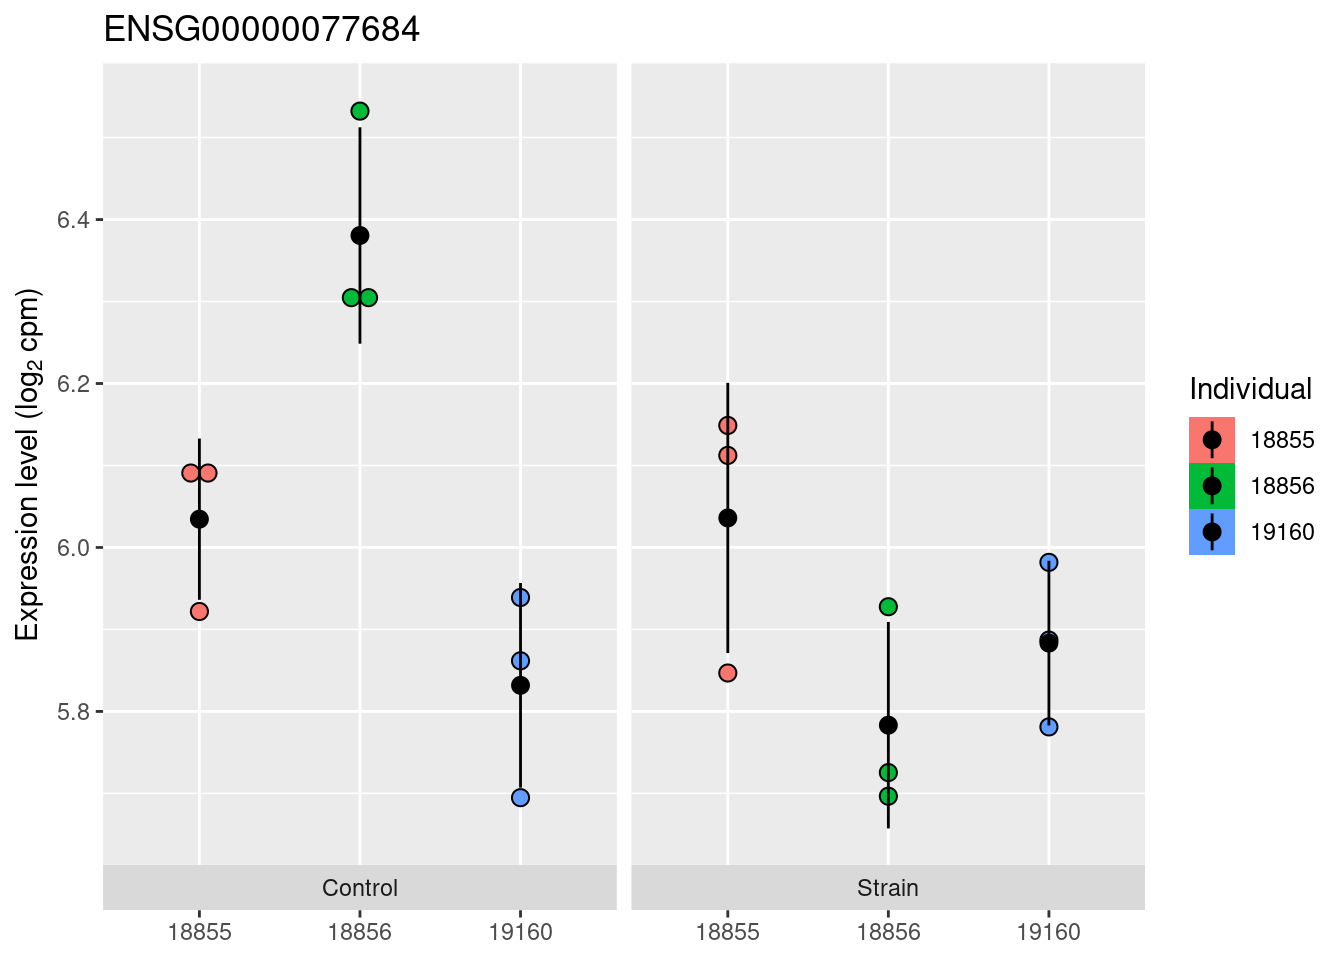 ENSG00000077684
Expression level (log₂ cpm)
6.4
6.2
6.0
5.8
Control
Strain
18855
18856
19160
18855
18856
19160
Individual
18855
18856
19160